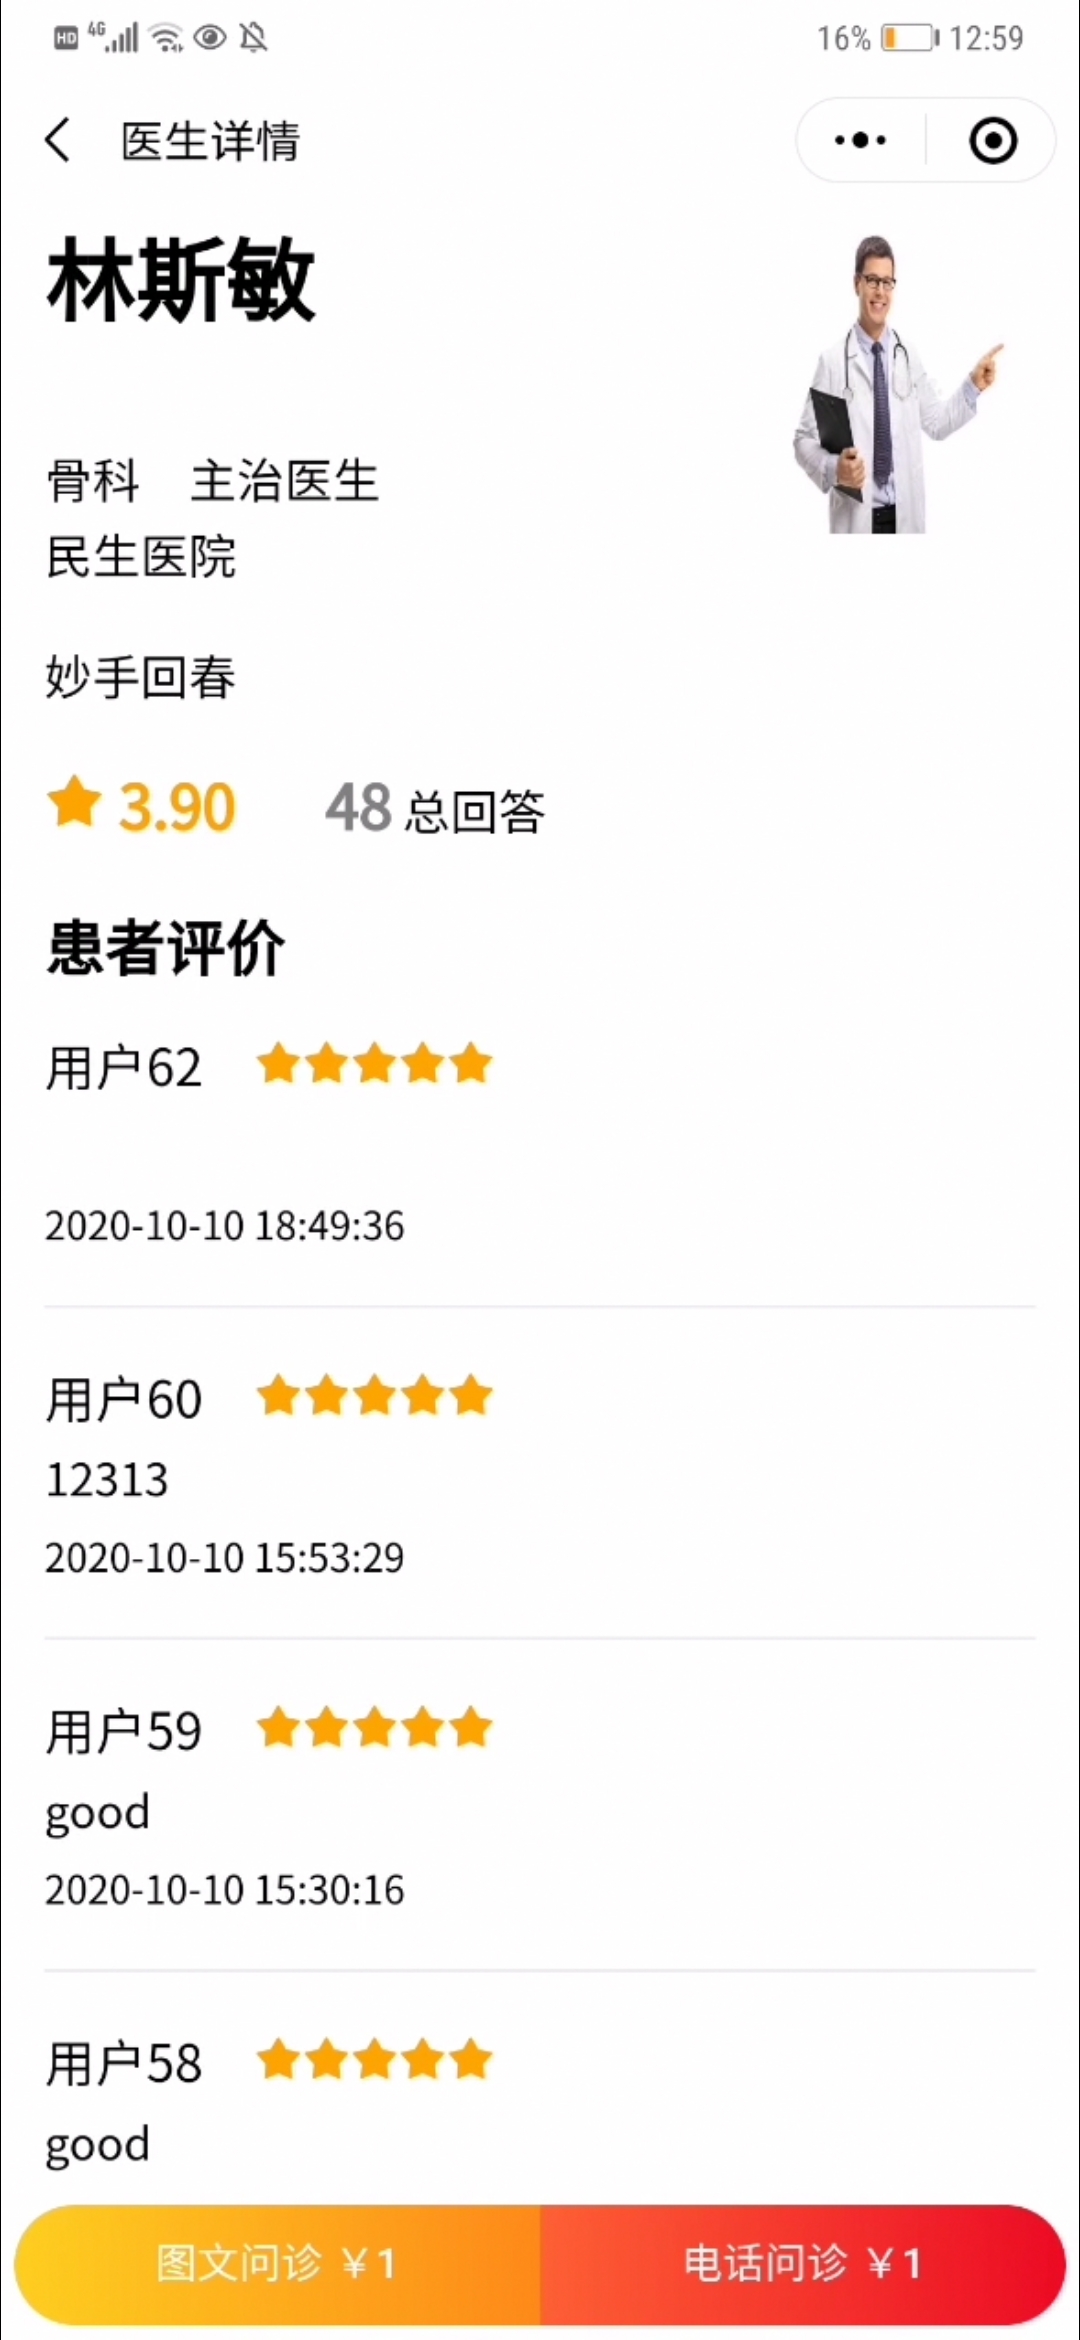 HD 4G 16% 12:59
医生详情
林斯敏
骨科 主治医生
民生医院
妙手回春
3.90 48 总回答
患者评价
用户62
2020-10-10 18:49:36
用户60
12313
2020-10-10 15:53:29
用户59
good
2020-10-10 15:30:16
用户58
good
图文问诊 ￥1 电话问诊 ￥1